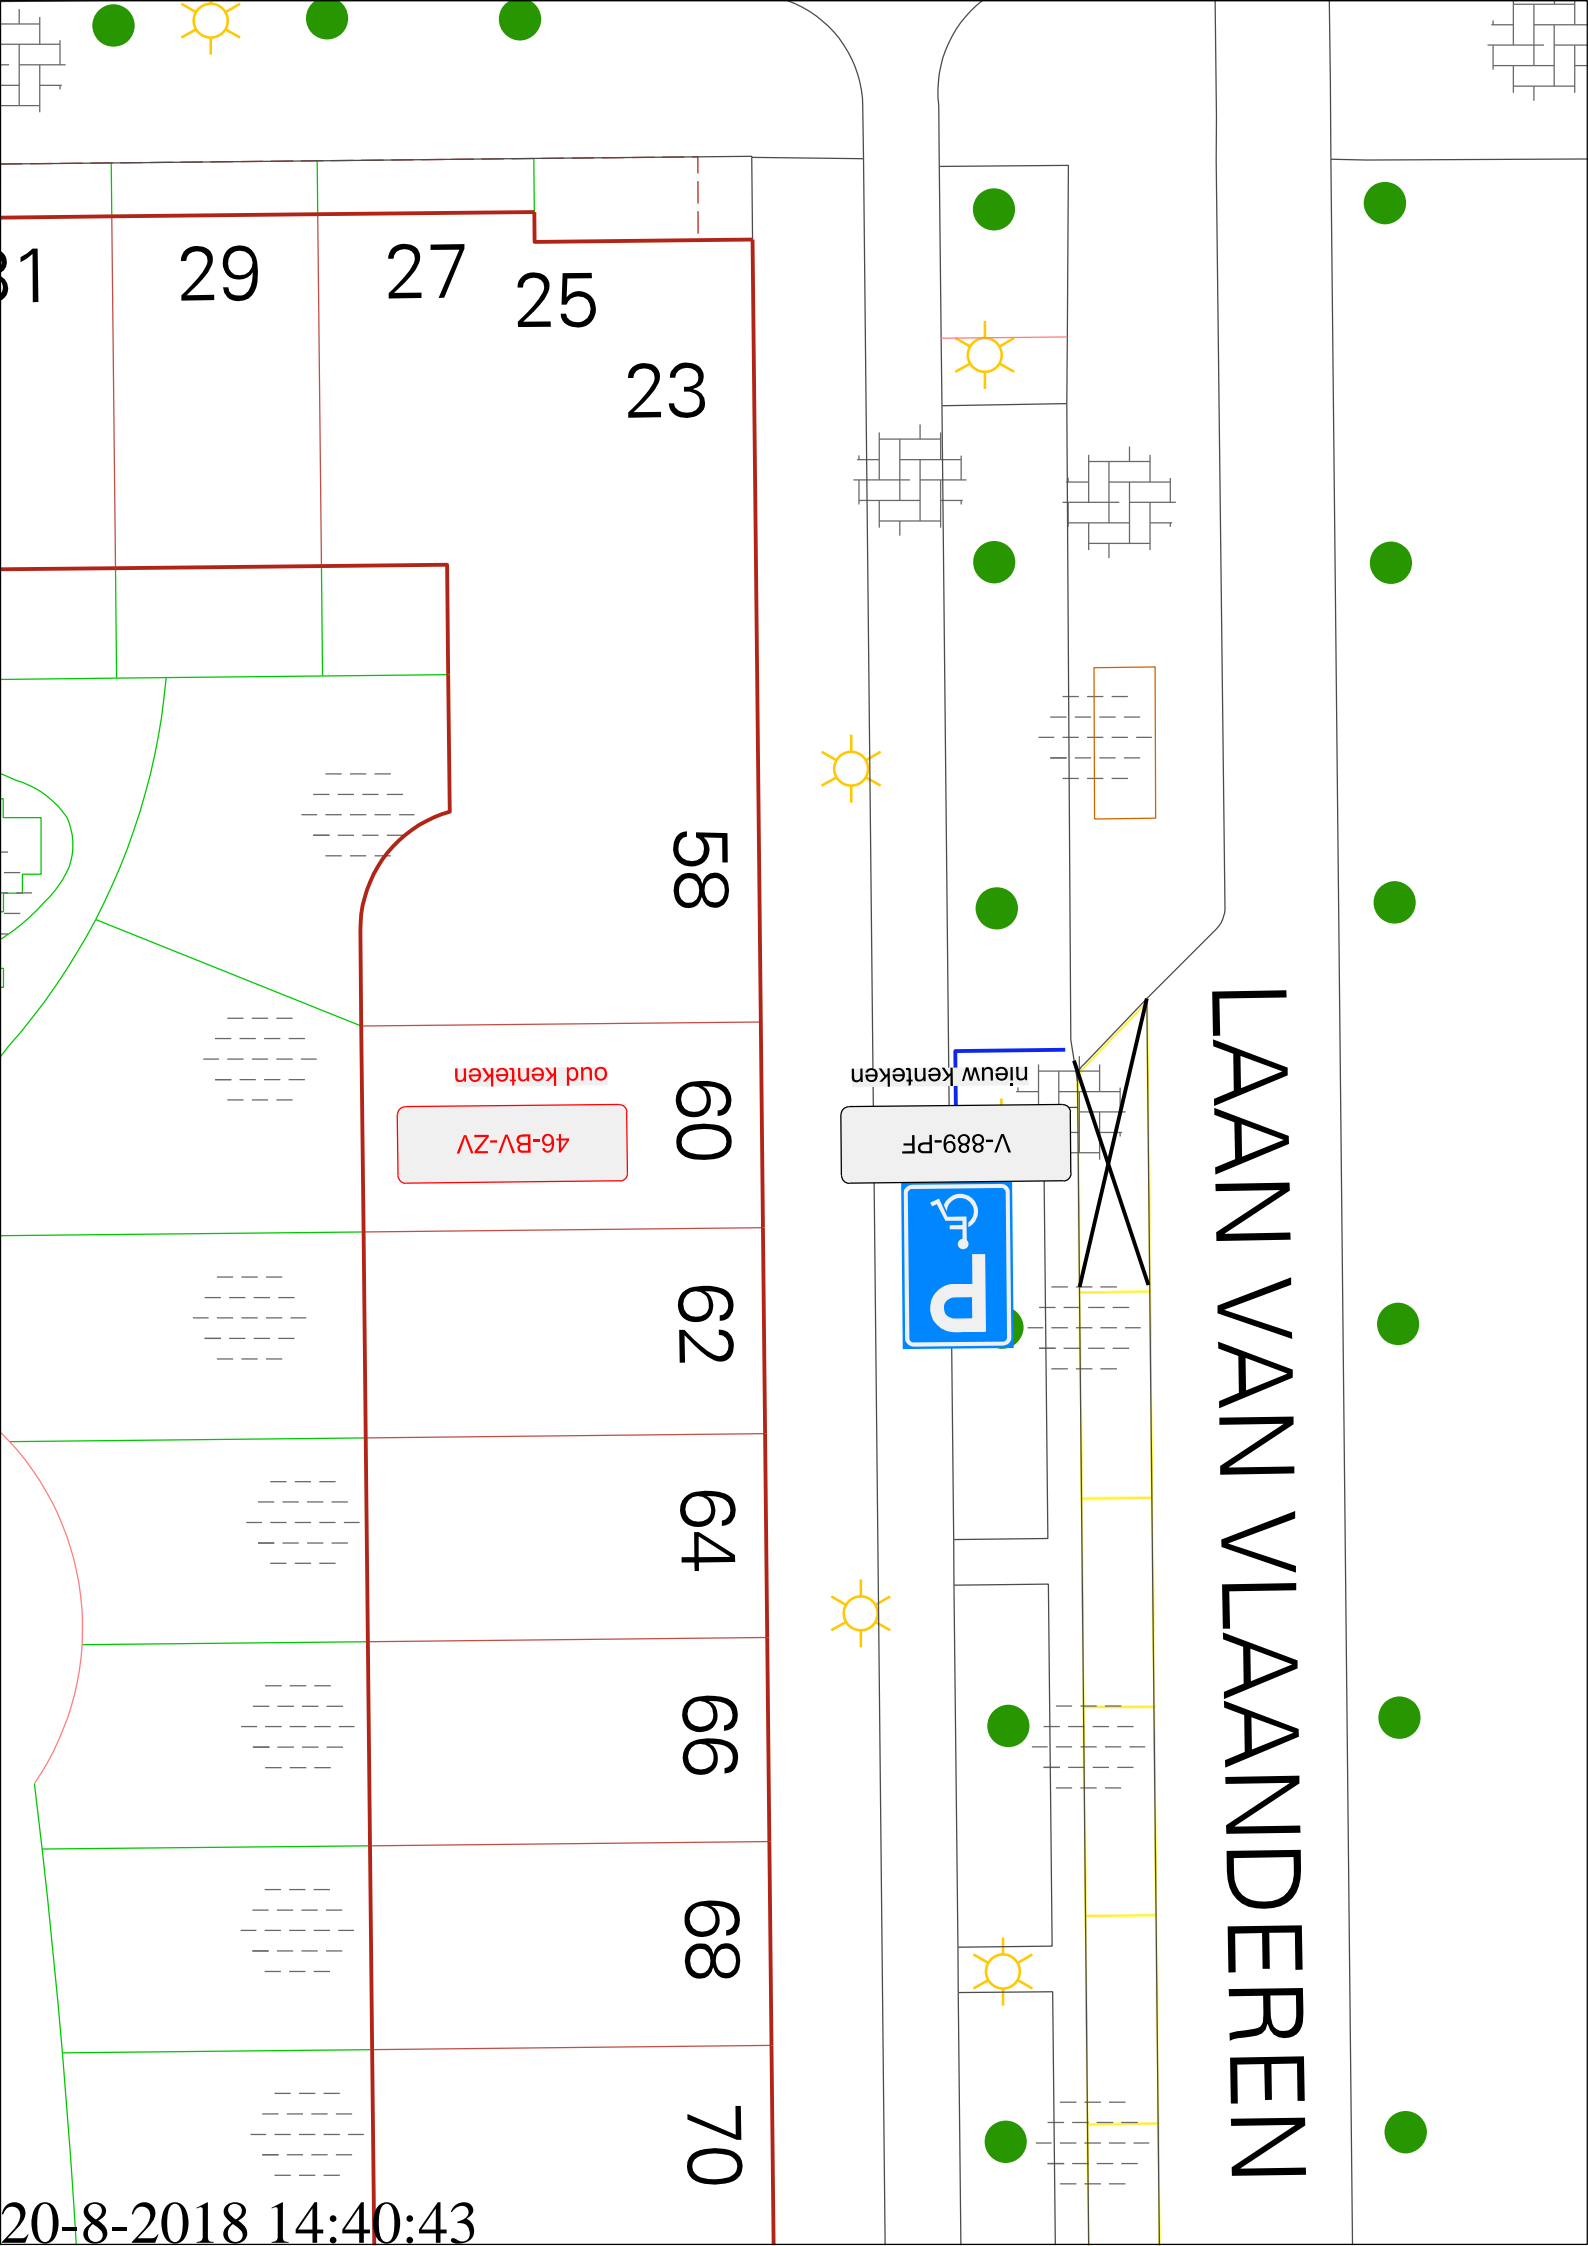 31
29
27
25
23
58
oud kenteken
46-BV-ZV
60
nieuw kenteken
V-889-PF
P
62
64
66
68
70
LAAN VAN VLAANDEREN
20-8-2018 14:40:43